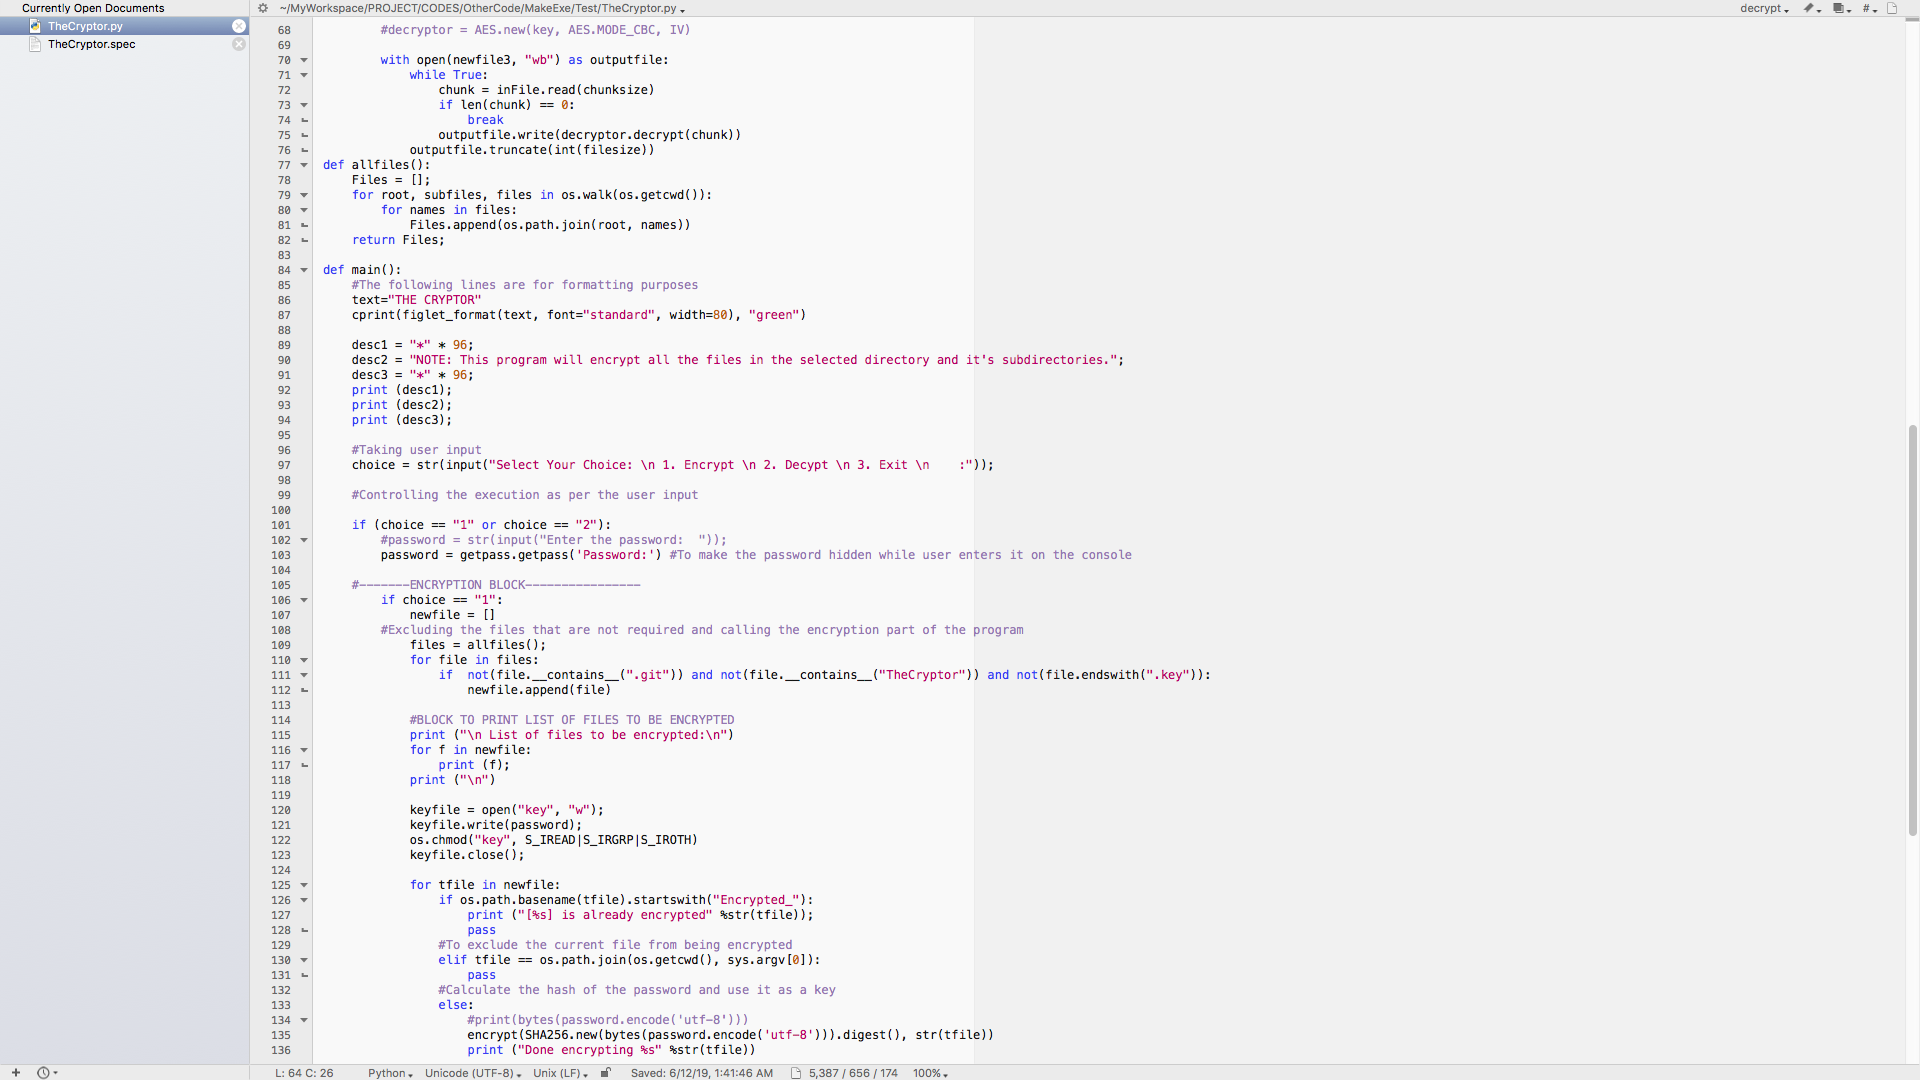 Currently Open Documents
TheCryptor.py
TheCryptor.spec
~/MyWorkspace/PROJECT/CODES/OtherCode/MakeExe/Test/TheCryptor.py
decrypt
#
68 #decryptor = AES.new(key, AES.MODE_CBC, IV)
69
70 with open(newfile3, "wb") as outputfile:
71 while True:
72 chunk = inFile.read(chunksize)
73 if len(chunk) == 0:
74 break
75 outputfile.write(decryptor.decrypt(chunk))
76 outputfile.truncate(int(filesize))
77 def allfiles():
78 Files = [];
79 for root, subfiles, files in os.walk(os.getcwd()):
80 for names in files:
81 Files.append(os.path.join(root, names))
82 return Files;
83
84 def main():
85 #The following lines are for formatting purposes
86 text="THE CRYPTOR"
87 cprint(figlet_format(text, font="standard", width=80), "green")
88
89 desc1 = "*" * 96;
90 desc2 = "NOTE: This program will encrypt all the files in the selected directory and it's subdirectories.";
91 desc3 = "*" * 96;
92 print (desc1);
93 print (desc2);
94 print (desc3);
95
96 #Taking user input
97 choice = str(input("Select Your Choice: \n 1. Encrypt \n 2. Decypt \n 3. Exit \n    :"));
98
99 #Controlling the execution as per the user input
100
101 if (choice == "1" or choice == "2"):
102 #password = str(input("Enter the password:  "));
103 password = getpass.getpass('Password:') #To make the password hidden while user enters it on the console
104
105 #-------ENCRYPTION BLOCK----------------
106 if choice == "1":
107 newfile = []
108 #Excluding the files that are not required and calling the encryption part of the program
109 files = allfiles();
110 for file in files:
111 if  not(file.__contains__(".git")) and not(file.__contains__("TheCryptor")) and not(file.endswith(".key")):
112 newfile.append(file)
113
114 #BLOCK TO PRINT LIST OF FILES TO BE ENCRYPTED
115 print ("\n List of files to be encrypted:\n")
116 for f in newfile:
117 print (f);
118 print ("\n")
119
120 keyfile = open("key", "w");
121 keyfile.write(password);
122 os.chmod("key", S_IREAD|S_IRGRP|S_IROTH)
123 keyfile.close();
124
125 for tfile in newfile:
126 if os.path.basename(tfile).startswith("Encrypted_"):
127 print ("[%s] is already encrypted" %str(tfile));
128 pass
129 #To exclude the current file from being encrypted
130 elif tfile == os.path.join(os.getcwd(), sys.argv[0]):
131 pass
132 #Calculate the hash of the password and use it as a key
133 else:
134 #print(bytes(password.encode('utf-8')))
135 encrypt(SHA256.new(bytes(password.encode('utf-8'))).digest(), str(tfile))
136 print ("Done encrypting %s" %str(tfile))
L: 64 C: 26 Python Unicode (UTF-8) Unix (LF) Saved: 6/12/19, 1:41:46 AM 5,387 / 656 / 174 100%